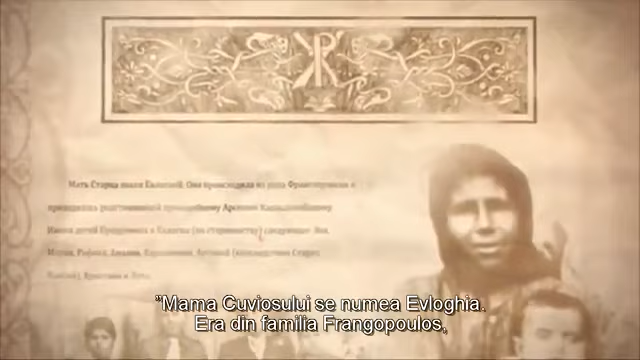 Мать Старца звали Евлогией. Она происходила из рода Франгопулосов и
приходилась родственницей преподобному Арсению Каппадокийскому
Имена детей Продромоса и Евлогии (по старшинству) следующие: Зоя,
Мария, Рафаил, Амалия, Харалампий, Арсений (впоследствии Старец
Паисий), Христина и Лука.
"Mama Cuviosului se numea Evloghia.
Era din familia Frangopoulos,